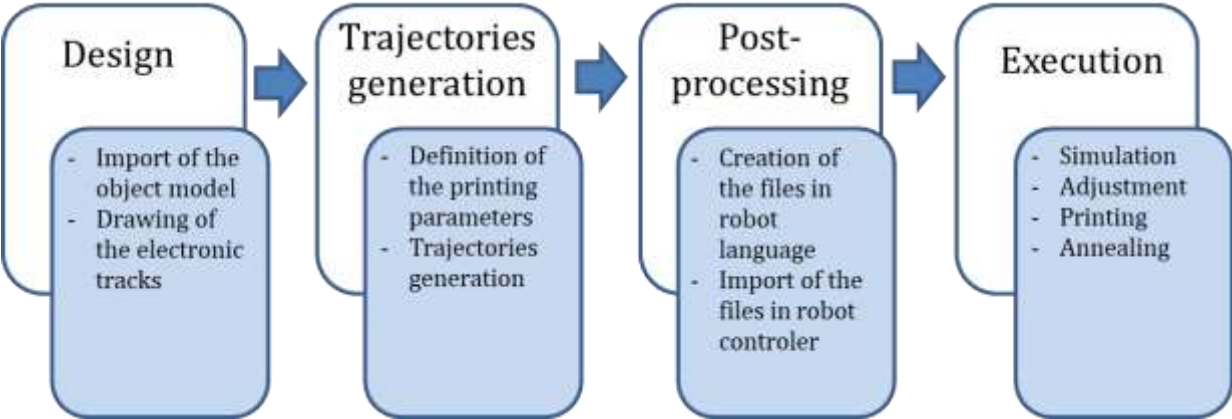 Design
- Import of the
object model
- Drawing of
the electronic
tracks
Trajectories
generation
- Definition of
the printing
parameters
- Trajectories
generation
Post-
processing
- Creation of
the files in
robot
language
- Import of the
files in robot
controler
Execution
- Simulation
- Adjustment
- Printing
- Annealing